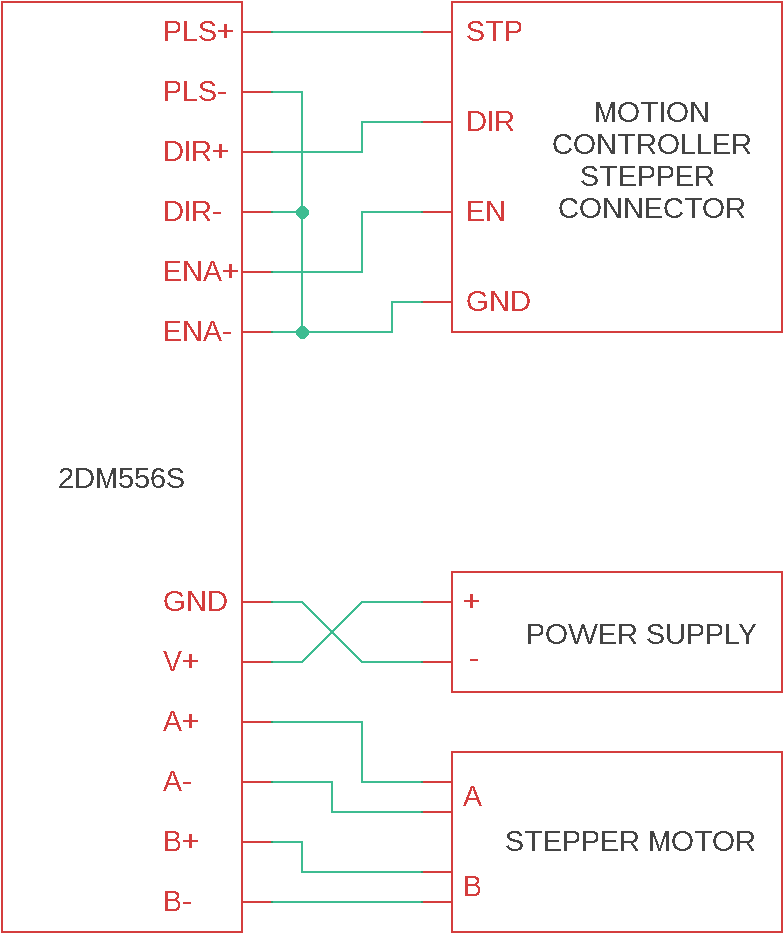 PLS+
PLS-
DIR+
DIR-
ENA+
ENA-
2DM556S
GND
V+
A+
A-
B+
B-
STP
DIR
EN
GND
MOTION
CONTROLLER
STEPPER
CONNECTOR
+
-
POWER SUPPLY
A
B
STEPPER MOTOR